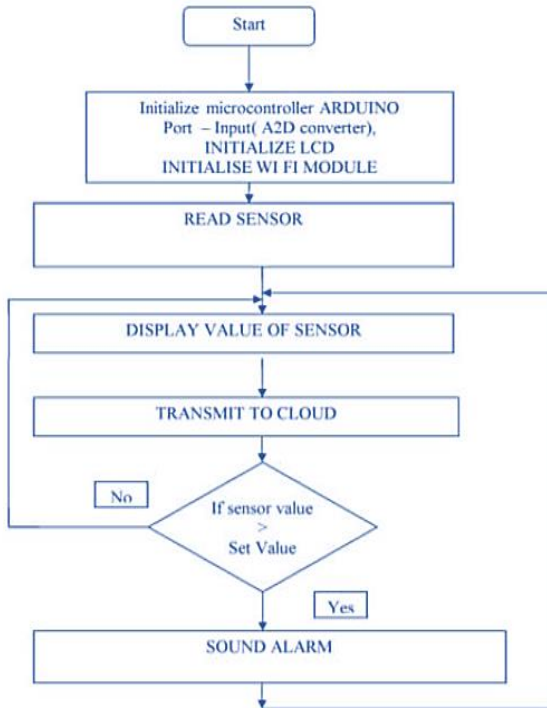 Start
Initialize microcontroller ARDUINO
Port – Input( A2D converter),
INITIALIZE LCD
INITIALISE WI FI MODULE
READ SENSOR
DISPLAY VALUE OF SENSOR
TRANSMIT TO CLOUD
No
If sensor value
>
Set Value
Yes
SOUND ALARM